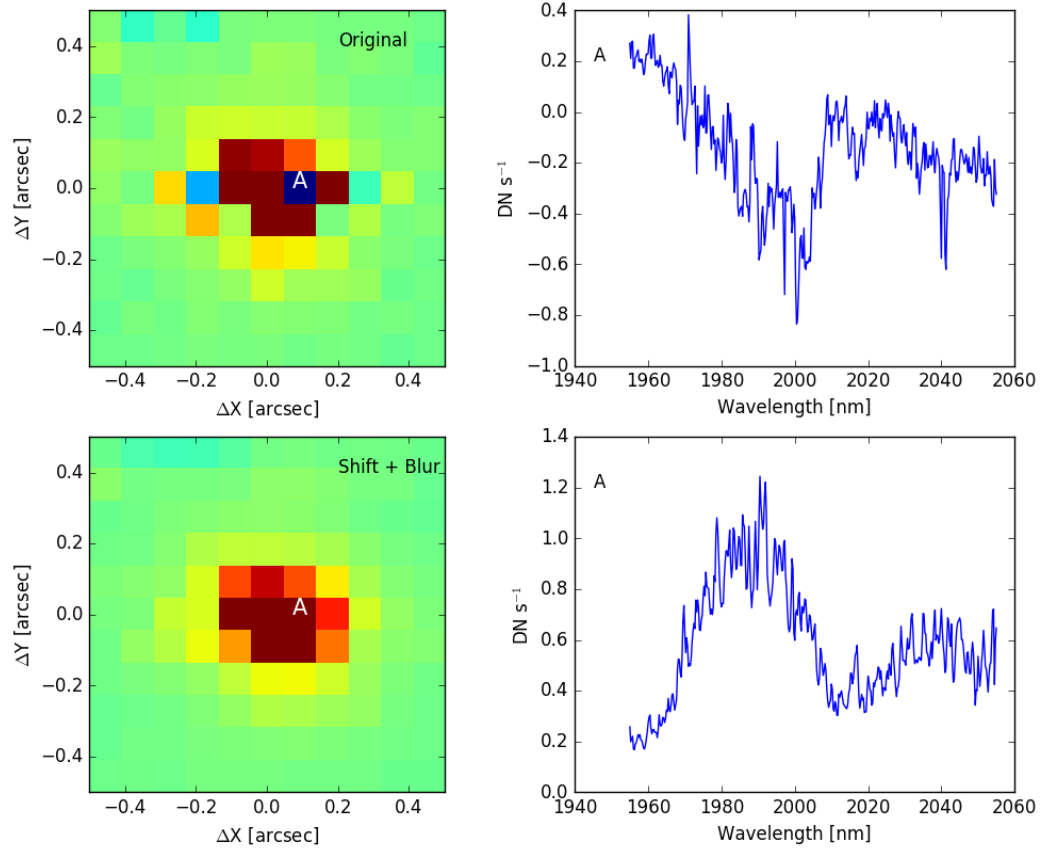 Original
A
ΔY [arcsec]
0.4
0.2
0.0
−0.2
−0.4
−0.4 −0.2 0.0 0.2 0.4
ΔX [arcsec]
A
DN s⁻¹
0.4
0.2
0.0
−0.2
−0.4
−0.6
−0.8
−1.0
1940 1960 1980 2000 2020 2040 2060
Wavelength [nm]
Shift + Blur
A
ΔY [arcsec]
0.4
0.2
0.0
−0.2
−0.4
−0.4 −0.2 0.0 0.2 0.4
ΔX [arcsec]
A
DN s⁻¹
1.4
1.2
1.0
0.8
0.6
0.4
0.2
0.0
1940 1960 1980 2000 2020 2040 2060
Wavelength [nm]